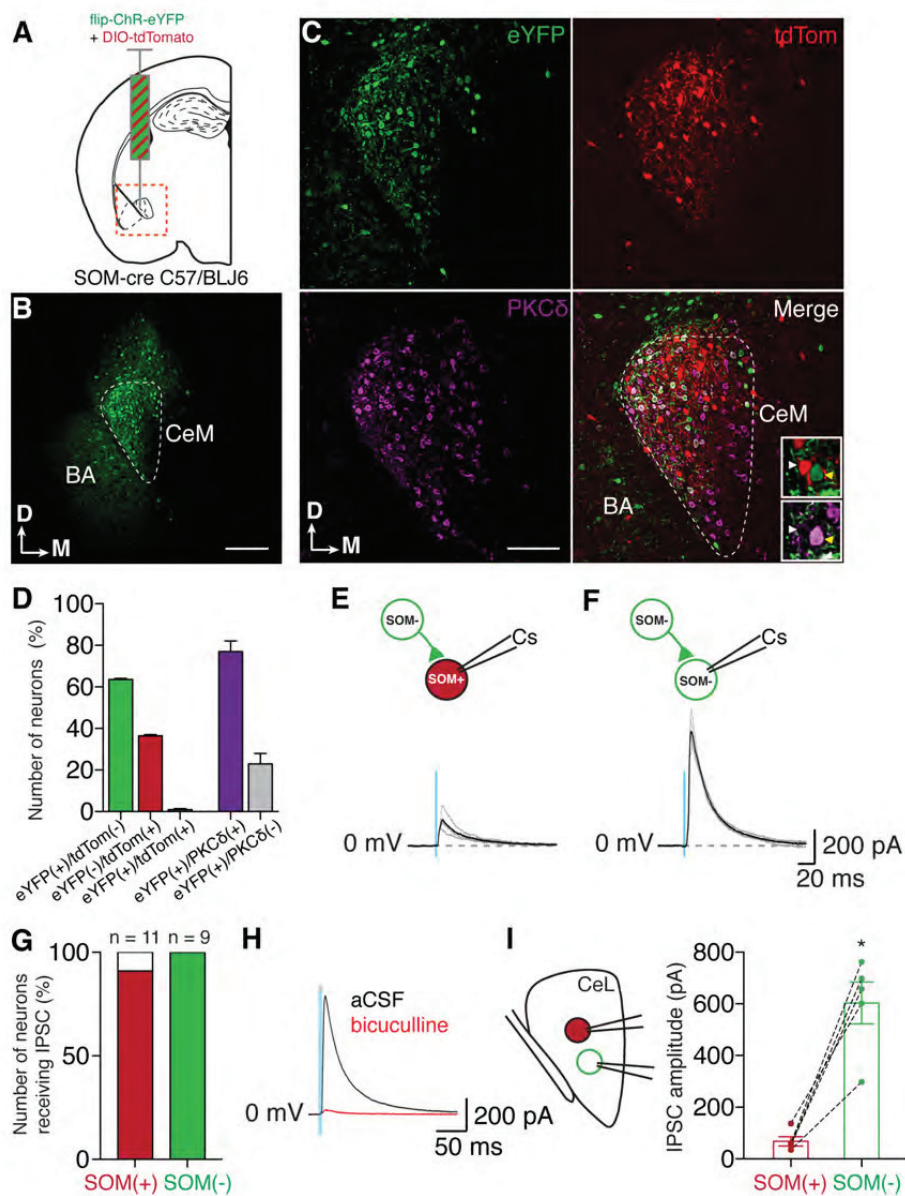 A
flip-ChR-eYFP
+ DIO-tdTomato
SOM-cre C57/BLJ6
B
BA
CeM
D
M
C
eYFP
tdTom
PKCδ
D
M
Merge
CeM
BA
D
Number of neurons (%)
100
80
60
40
20
0
eYFP(+)/tdTom(-)
eYFP(-)/tdTom(+)
eYFP(+)/tdTom(+)
eYFP(+)/PKCδ(+)
eYFP(+)/PKCδ(-)
E
SOM-
Cs
SOM+
0 mV
F
SOM-
Cs
SOM-
200 pA
20 ms
G
n = 11 n = 9
Number of neurons
receiving IPSC (%)
100
50
0
SOM(+) SOM(-)
H
aCSF
bicuculline
0 mV
200 pA
50 ms
I
CeL
IPSC amplitude (pA)
800
600
400
200
0
*
SOM(+) SOM(-)